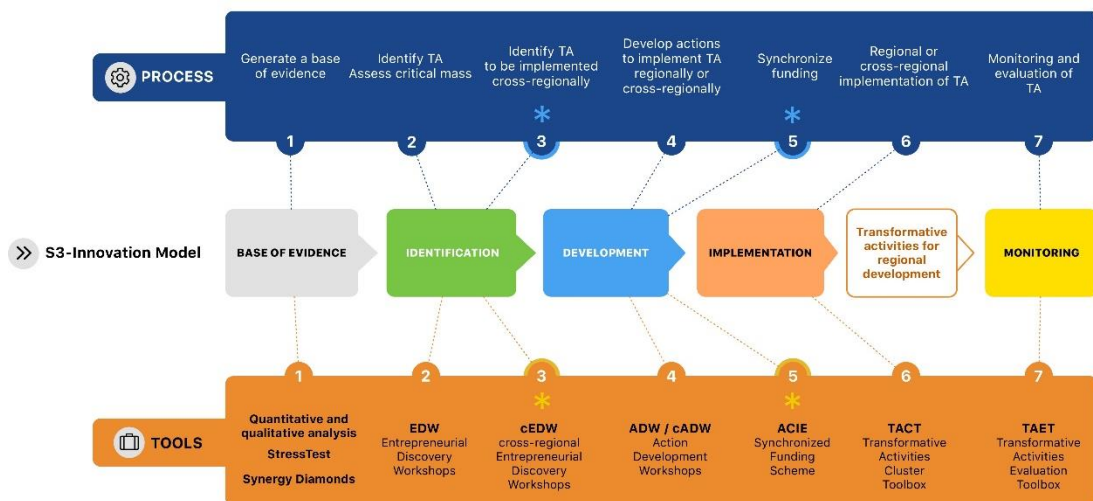 PROCESS
Generate a base
of evidence
Identify TA
Assess critical mass
Identify TA
to be implemented
cross-regionally
*
Develop actions
to implement TA
regionally or
cross-regionally
Synchronize
funding
*
Regional or
cross-regional
implementation of TA
Monitoring and
evaluation of
TA
1
2
3
4
5
6
7
S3-Innovation Model
BASE OF EVIDENCE
IDENTIFICATION
DEVELOPMENT
IMPLEMENTATION
Transformative
activities for
regional
development
MONITORING
TOOLS
1
Quantitative and
qualitative analysis
StressTest
Synergy Diamonds
2
EDW
Entrepreneurial
Discovery
Workshops
3
*
cEDW
cross-regional
Entrepreneurial
Discovery
Workshops
4
ADW / cADW
Action
Development
Workshops
5
*
ACIE
Synchronized
Funding
Scheme
6
TACT
Transformative
Activities
Cluster
Toolbox
7
TAET
Transformative
Activities
Evaluation
Toolbox